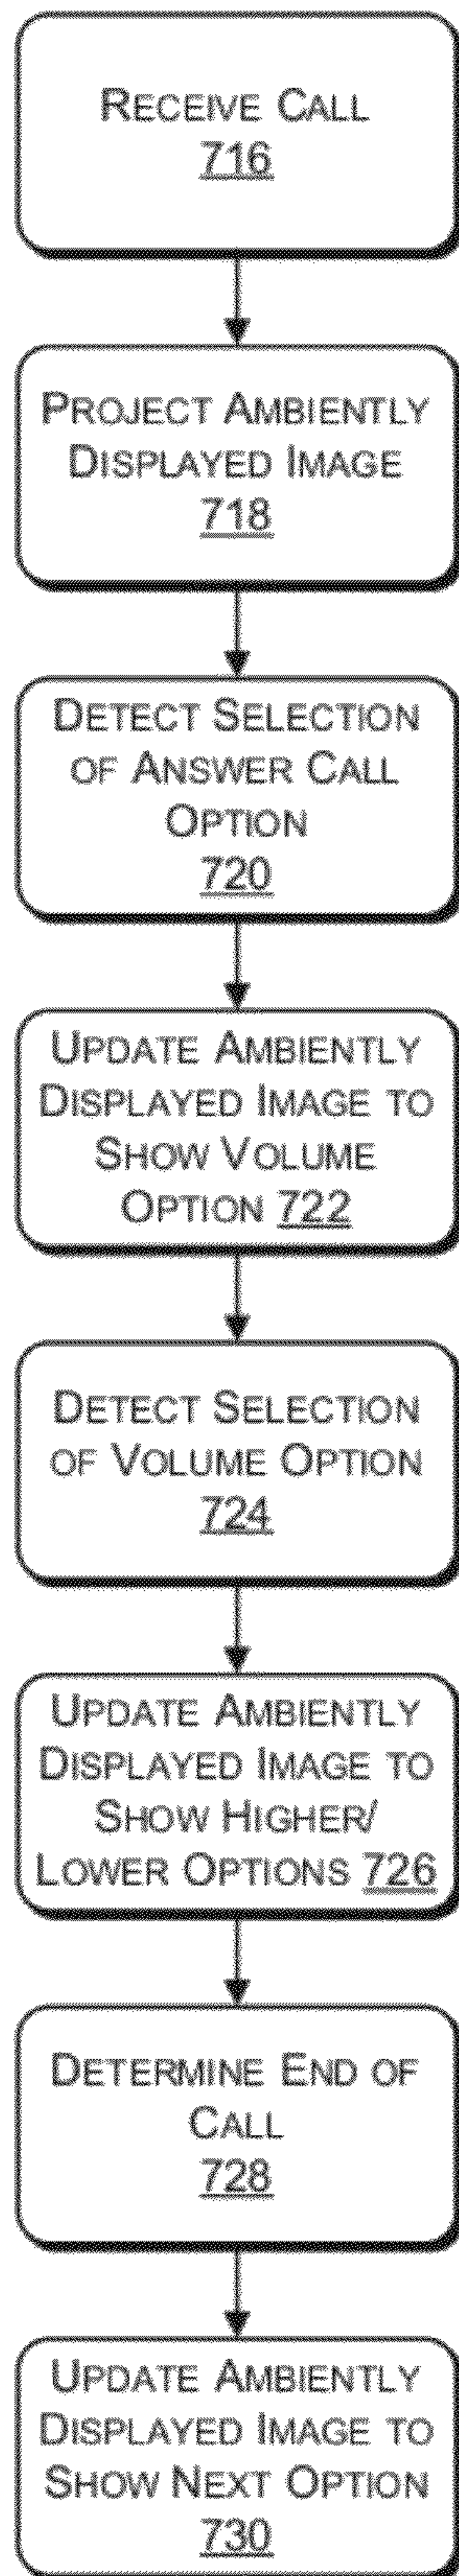 RECEIVE CALL
716
PROJECT AMBIENTLY
DISPLAYED IMAGE
718
DETECT SELECTION
OF ANSWER CALL
OPTION
720
UPDATE AMBIENTLY
DISPLAYED IMAGE TO
SHOW VOLUME
OPTION 722
DETECT SELECTION
OF VOLUME OPTION
724
UPDATE AMBIENTLY
DISPLAYED IMAGE TO
SHOW HIGHER/
LOWER OPTIONS 726
DETERMINE END OF
CALL
728
UPDATE AMBIENTLY
DISPLAYED IMAGE TO
SHOW NEXT OPTION
730